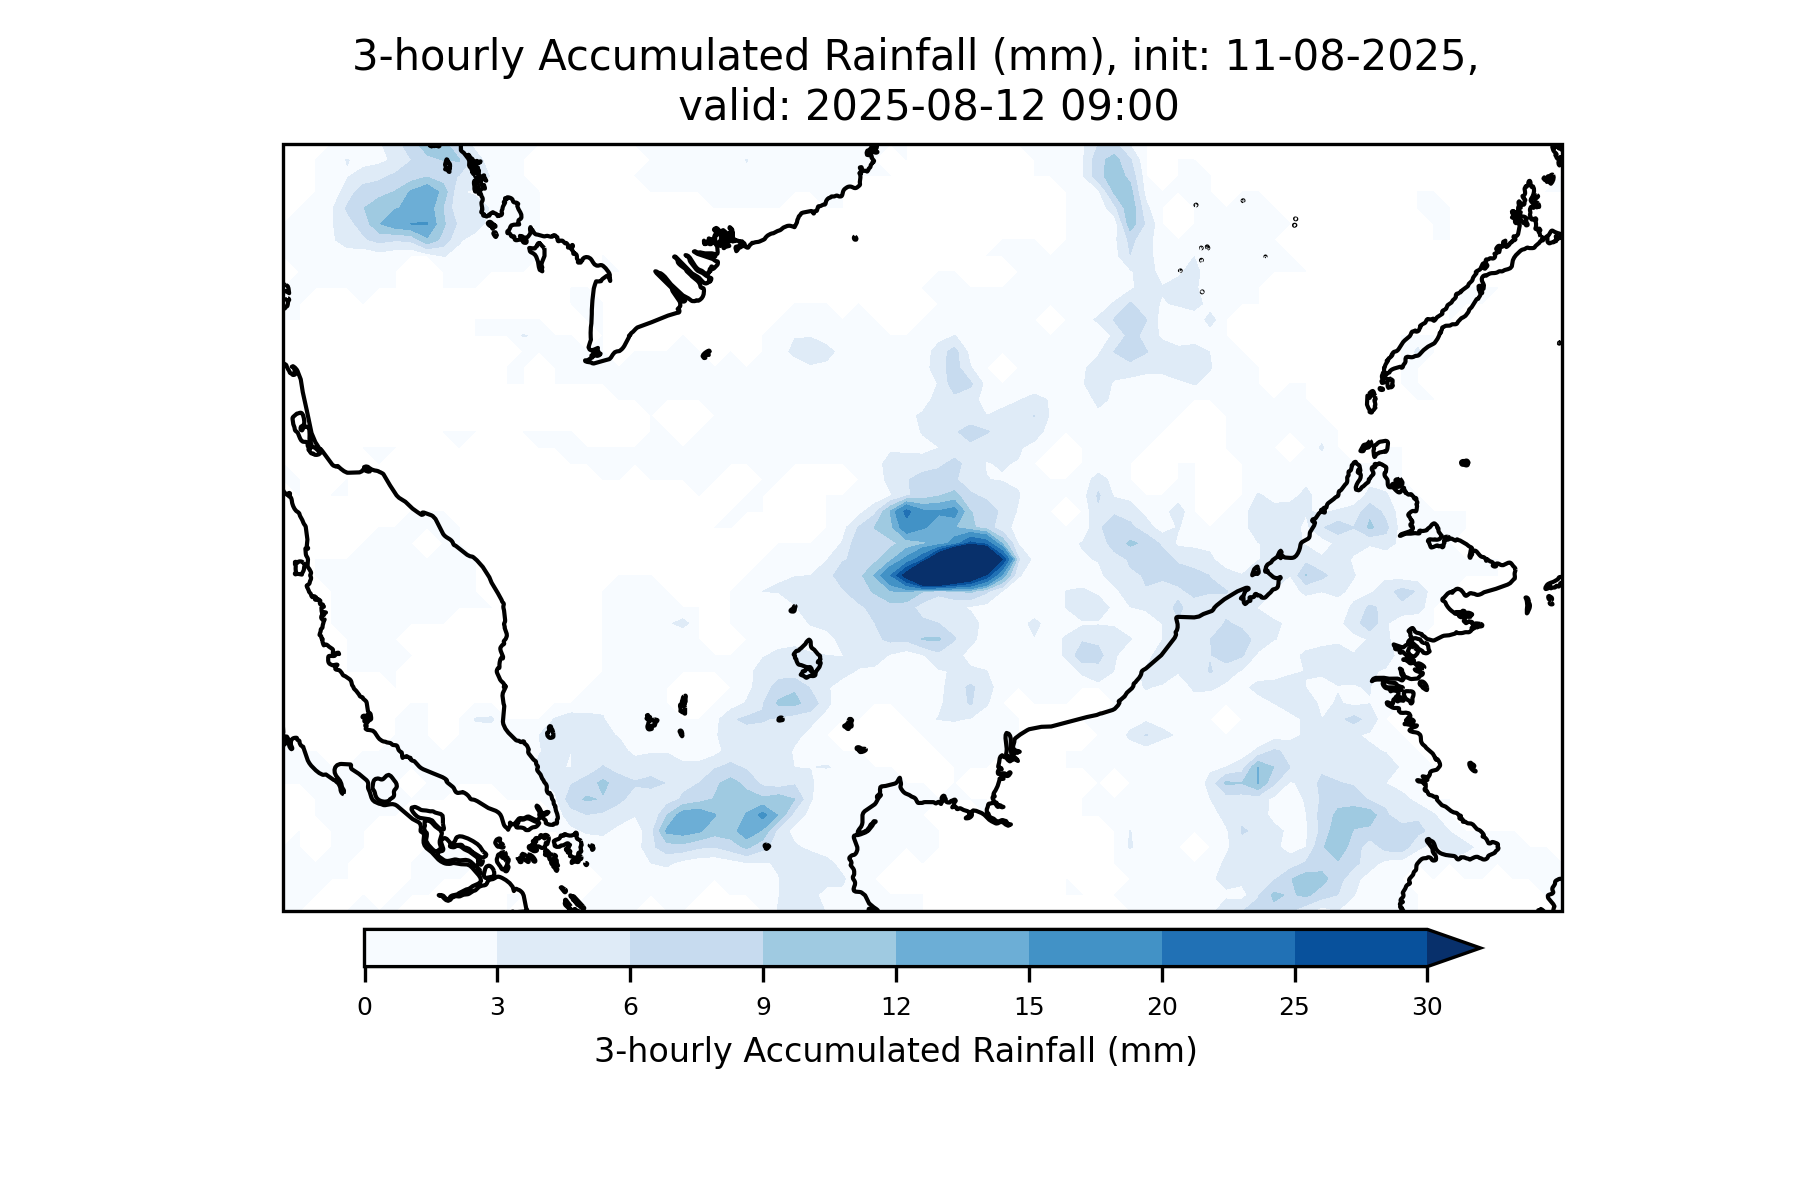 3-hourly Accumulated Rainfall (mm), init: 11-08-2025,
valid: 2025-08-12 09:00
0 3 6 9 12 15 20 25 30
3-hourly Accumulated Rainfall (mm)